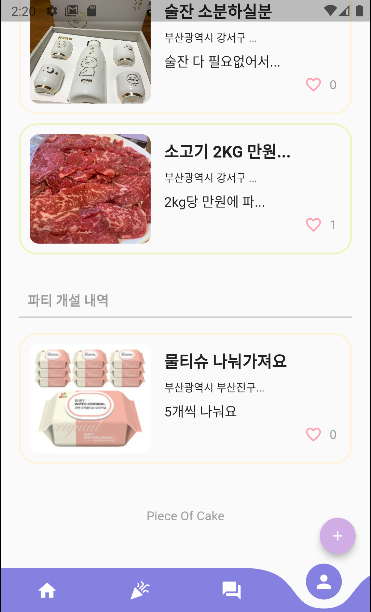 2:20
술잔 소분하실분
부산광역시 강서구 ...
술잔 다 필요없어서...
0
소고기 2KG 만원...
부산광역시 강서구 ...
2kg당 만원에 파...
1
파티 개설 내역
물티슈 나눠가져요
부산광역시 부산진구...
5개씩 나눠요
0
BABY
WIPES ORIGINAL
Piece Of Cake
+